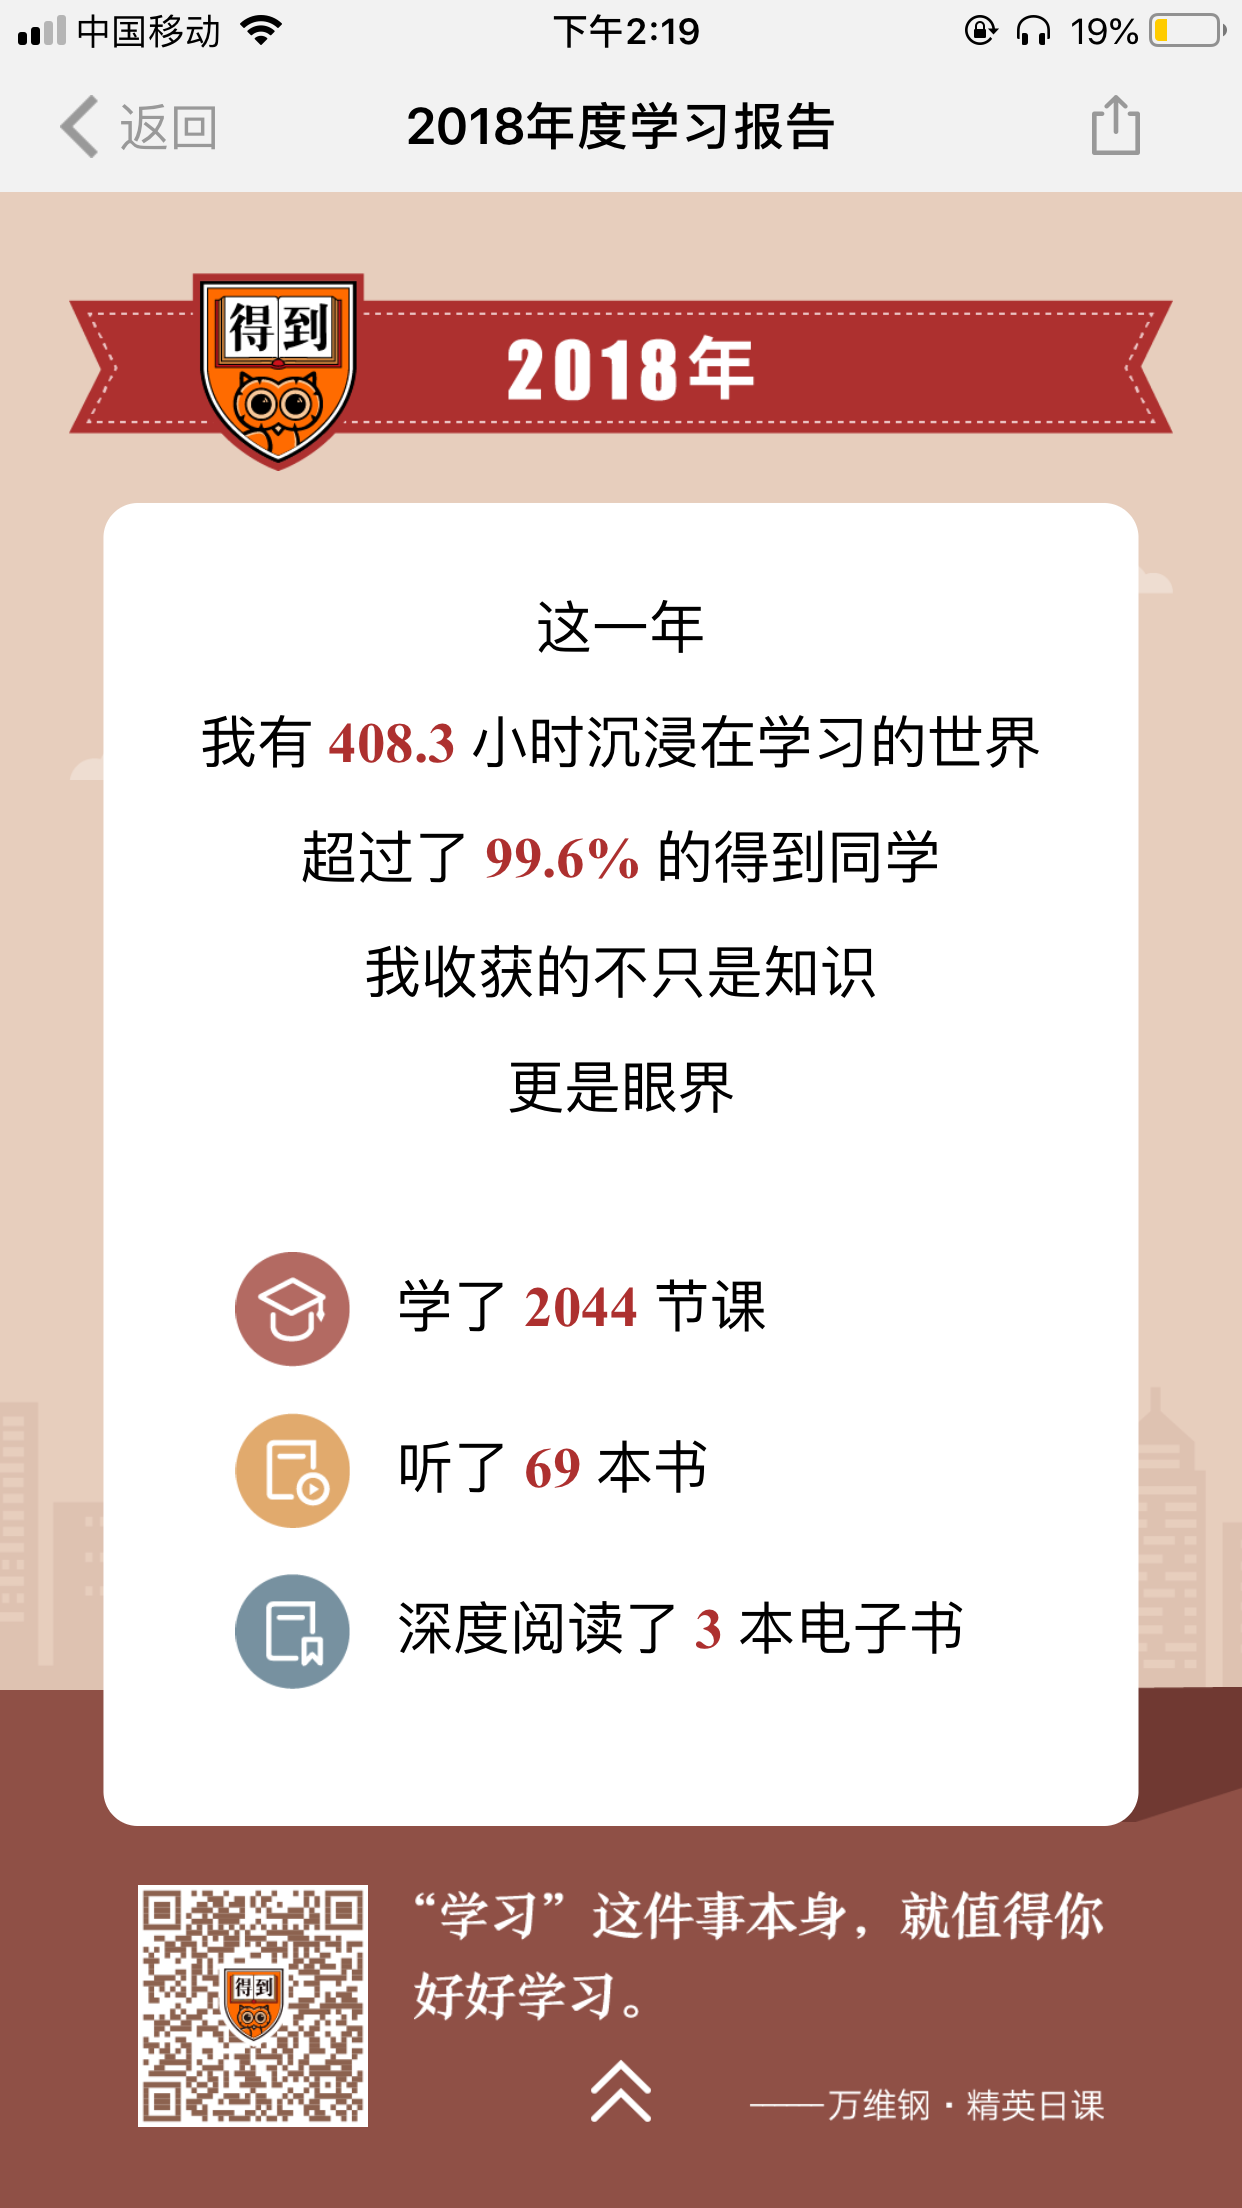 中国移动
下午2:19
19%
返回
2018年度学习报告
得到
2018年
这一年
我有 408.3 小时沉浸在学习的世界
超过了 99.6% 的得到同学
我收获的不只是知识
更是眼界
学了 2044 节课
听了 69 本书
深度阅读了 3 本电子书
得到
“学习”这件事本身，就值得你
好好学习。
——万维钢·精英日课